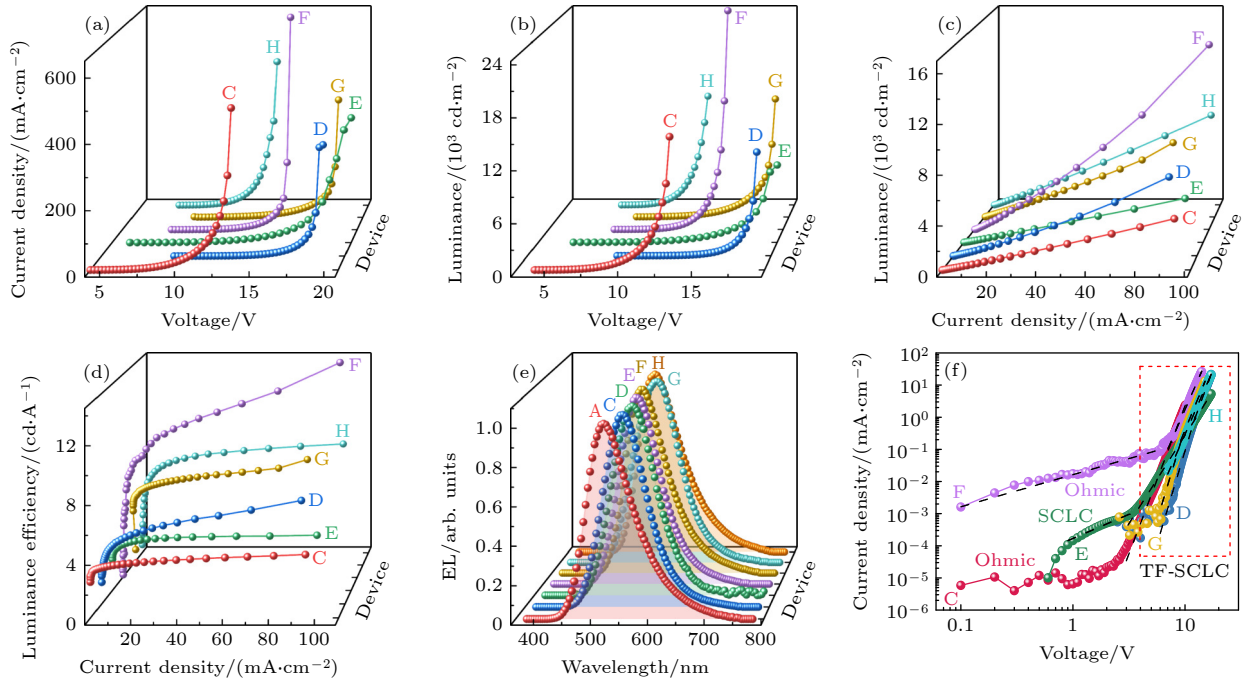 (a)
Current density/(mA·cm−2)
600
400
200
0
5
10
15
20
Voltage/V
Device
C
H
F
D
G
E
(b)
Luminance/(10³ cd·m−2)
24
18
12
6
0
5
10
15
Voltage/V
Device
C
H
F
D
G
E
(c)
Luminance/(10³ cd·m−2)
16
12
8
4
0
20
40
60
80
100
Current density/(mA·cm−2)
Device
F
H
G
D
E
C
(d)
Luminance efficiency/(cd·A−1)
12
8
4
0
20
40
60
80
100
Current density/(mA·cm−2)
Device
F
H
G
D
E
C
(e)
EL/arb. units
1.0
0.8
0.6
0.4
0.2
0
400
500
600
700
800
Wavelength/nm
Device
A
C
D
E
F
H
G
(f)
Current density/(mA·cm−2)
10²
10¹
10⁰
10−1
10−2
10−3
10−4
10−5
10−6
0.1
1
10
Voltage/V
F
Ohmic
SCLC
E
Ohmic
C
G
D
H
TF-SCLC